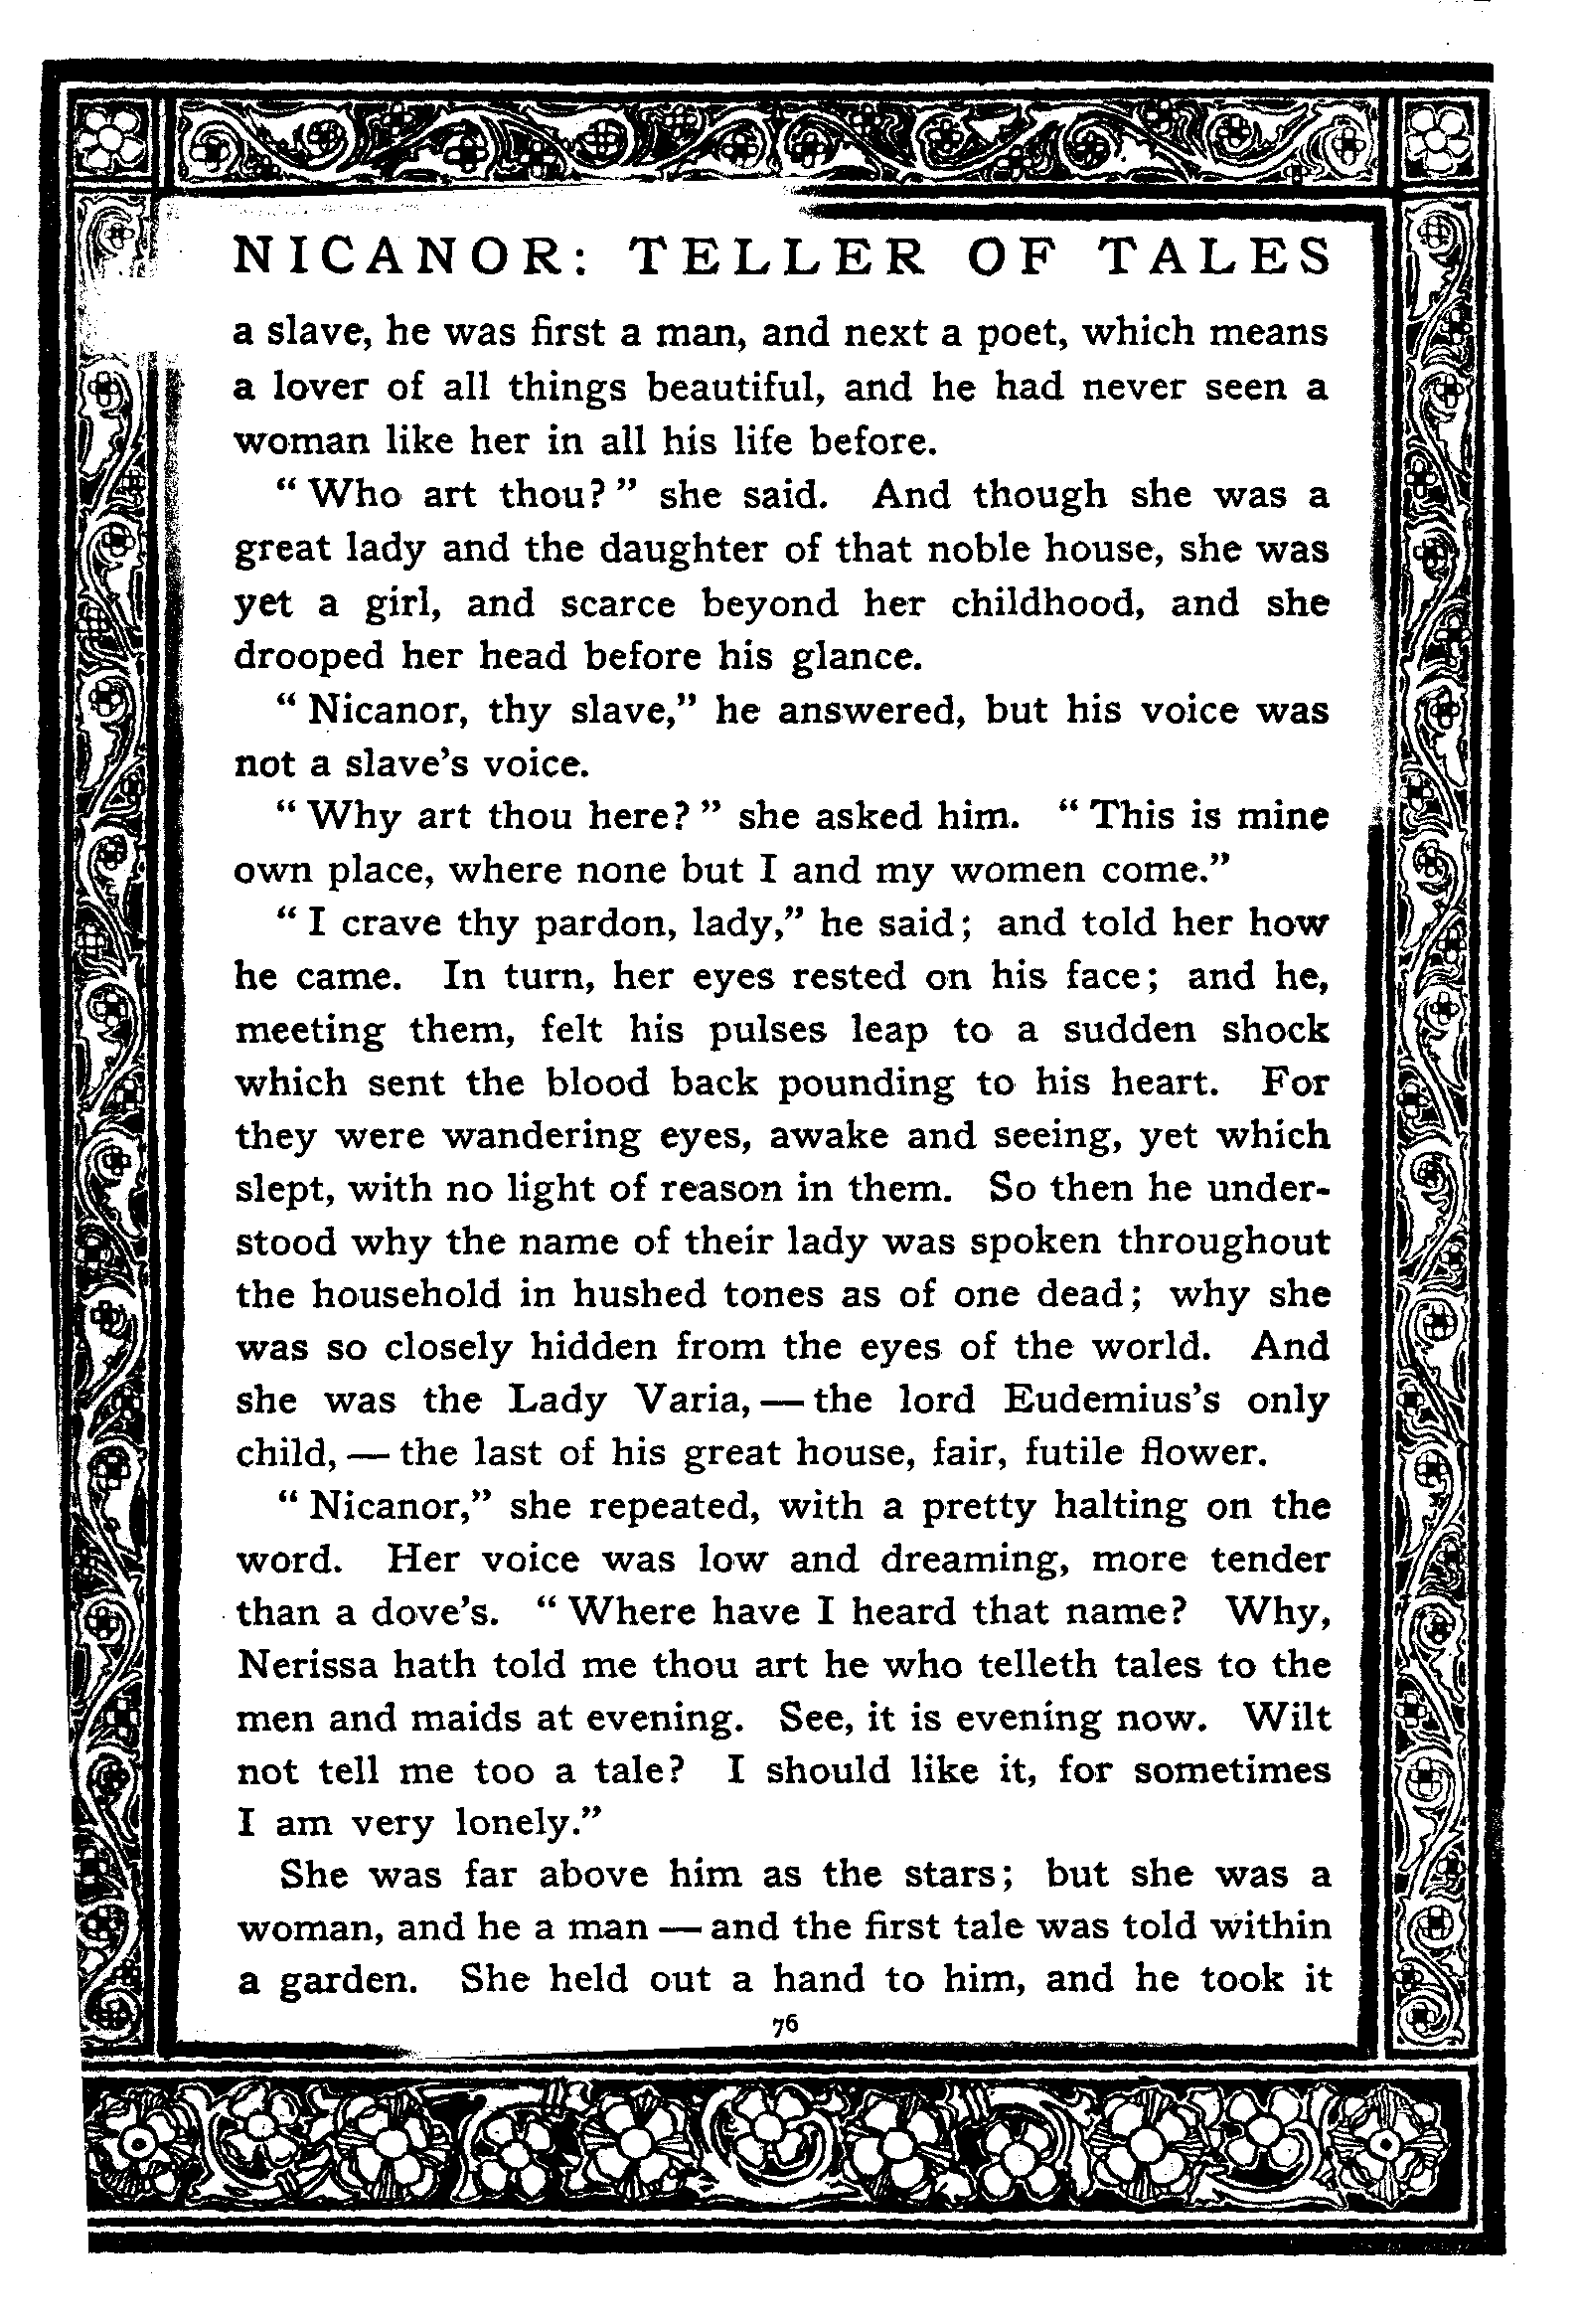 NICANOR: TELLER OF TALES
a slave, he was first a man, and next a poet, which means
a lover of all things beautiful, and he had never seen a
woman like her in all his life before.
“Who art thou?” she said. And though she was a
great lady and the daughter of that noble house, she was
yet a girl, and scarce beyond her childhood, and she
drooped her head before his glance.
“Nicanor, thy slave,” he answered, but his voice was
not a slave’s voice.
“Why art thou here?” she asked him. “This is mine
own place, where none but I and my women come.”
“I crave thy pardon, lady,” he said; and told her how
he came. In turn, her eyes rested on his face; and he,
meeting them, felt his pulses leap to a sudden shock
which sent the blood back pounding to his heart. For
they were wandering eyes, awake and seeing, yet which
slept, with no light of reason in them. So then he under-
stood why the name of their lady was spoken throughout
the household in hushed tones as of one dead; why she
was so closely hidden from the eyes of the world. And
she was the Lady Varia,—the lord Eudemius’s only
child,—the last of his great house, fair, futile flower.
“Nicanor,” she repeated, with a pretty halting on the
word. Her voice was low and dreaming, more tender
than a dove’s. “Where have I heard that name? Why,
Nerissa hath told me thou art he who telleth tales to the
men and maids at evening. See, it is evening now. Wilt
not tell me too a tale? I should like it, for sometimes
I am very lonely.”
She was far above him as the stars; but she was a
woman, and he a man—and the first tale was told within
a garden. She held out a hand to him, and he took it
76